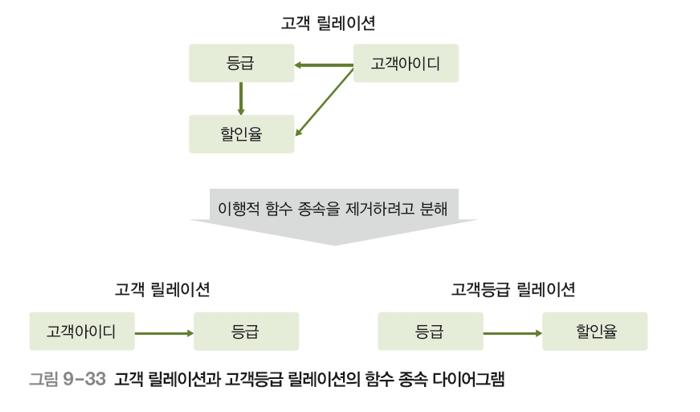 고객 릴레이션
등급 고객아이디
할인율
이행적 함수 종속을 제거하려고 분해
고객 릴레이션 고객등급 릴레이션
고객아이디 등급 등급 할인율
그림 9-33 고객 릴레이션과 고객등급 릴레이션의 함수 종속 다이어그램